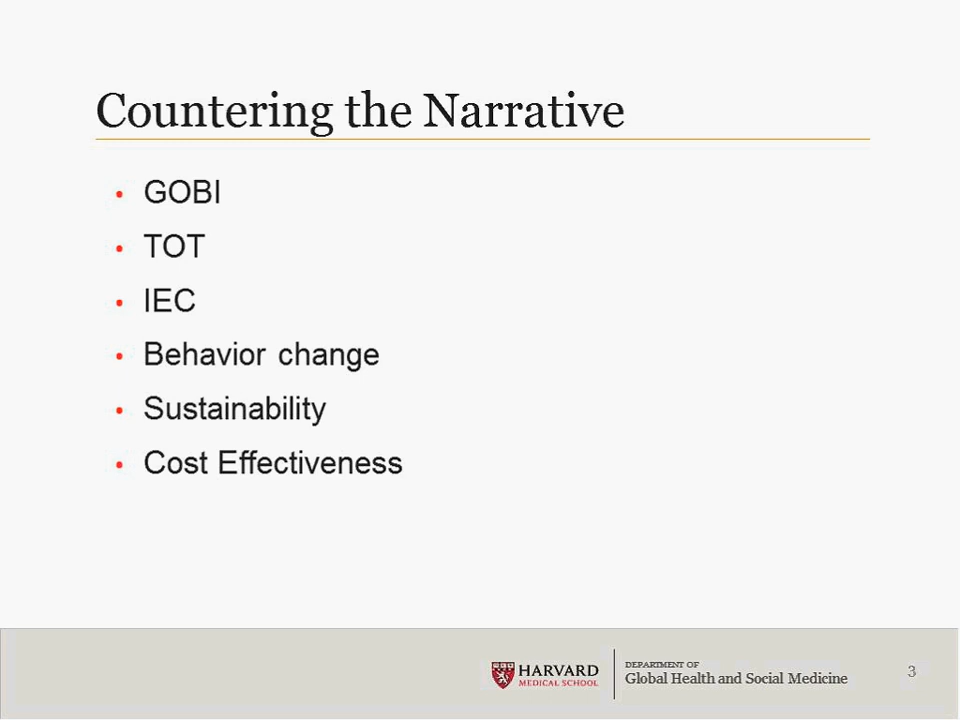 Countering the Narrative
• GOBI
• TOT
• IEC
• Behavior change
• Sustainability
• Cost Effectiveness
HARVARD
MEDICAL SCHOOL
DEPARTMENT OF
Global Health and Social Medicine
3